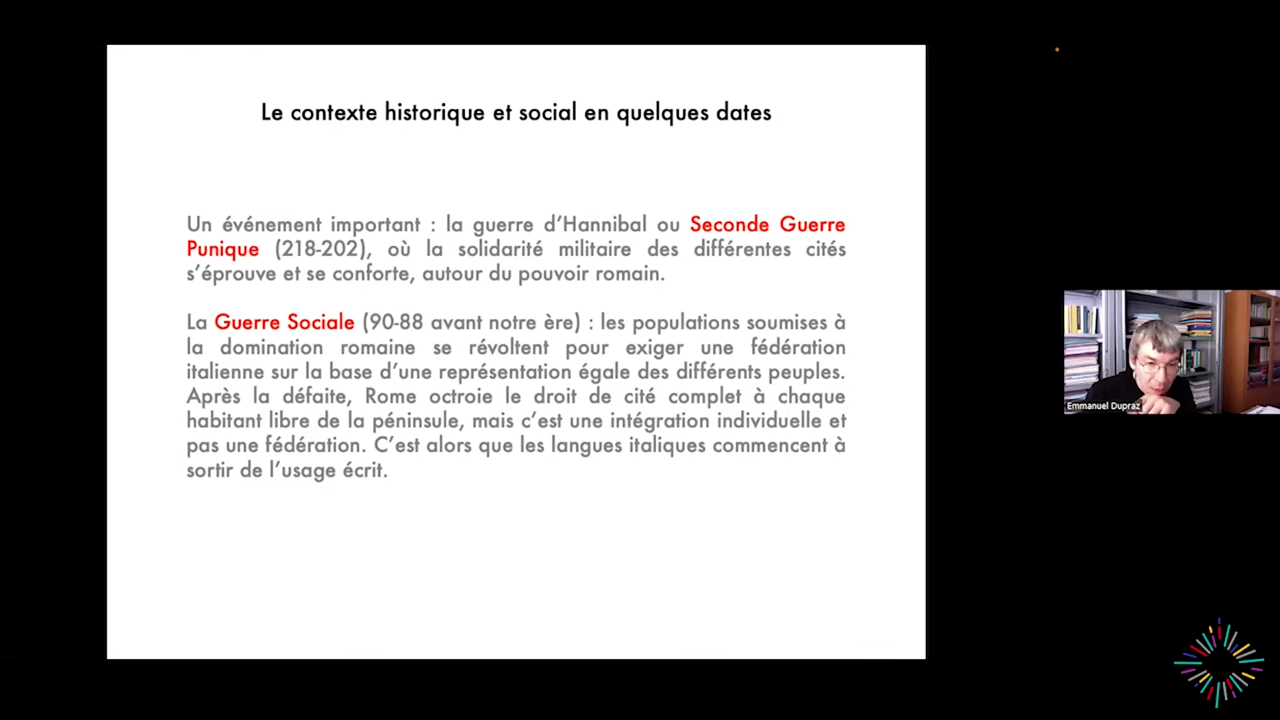 Le contexte historique et social en quelques dates
Un événement important : la guerre d’Hannibal ou Seconde Guerre
Punique (218-202), où la solidarité militaire des différentes cités
s’éprouve et se conforte, autour du pouvoir romain.
La Guerre Sociale (90-88 avant notre ère) : les populations soumises à
la domination romaine se révoltent pour exiger une fédération
italienne sur la base d’une représentation égale des différents peuples.
Après la défaite, Rome octroie le droit de cité complet à chaque
habitant libre de la péninsule, mais c’est une intégration individuelle et
pas une fédération. C’est alors que les langues italiques commencent à
sortir de l’usage écrit.
Emmanuel Dupraz